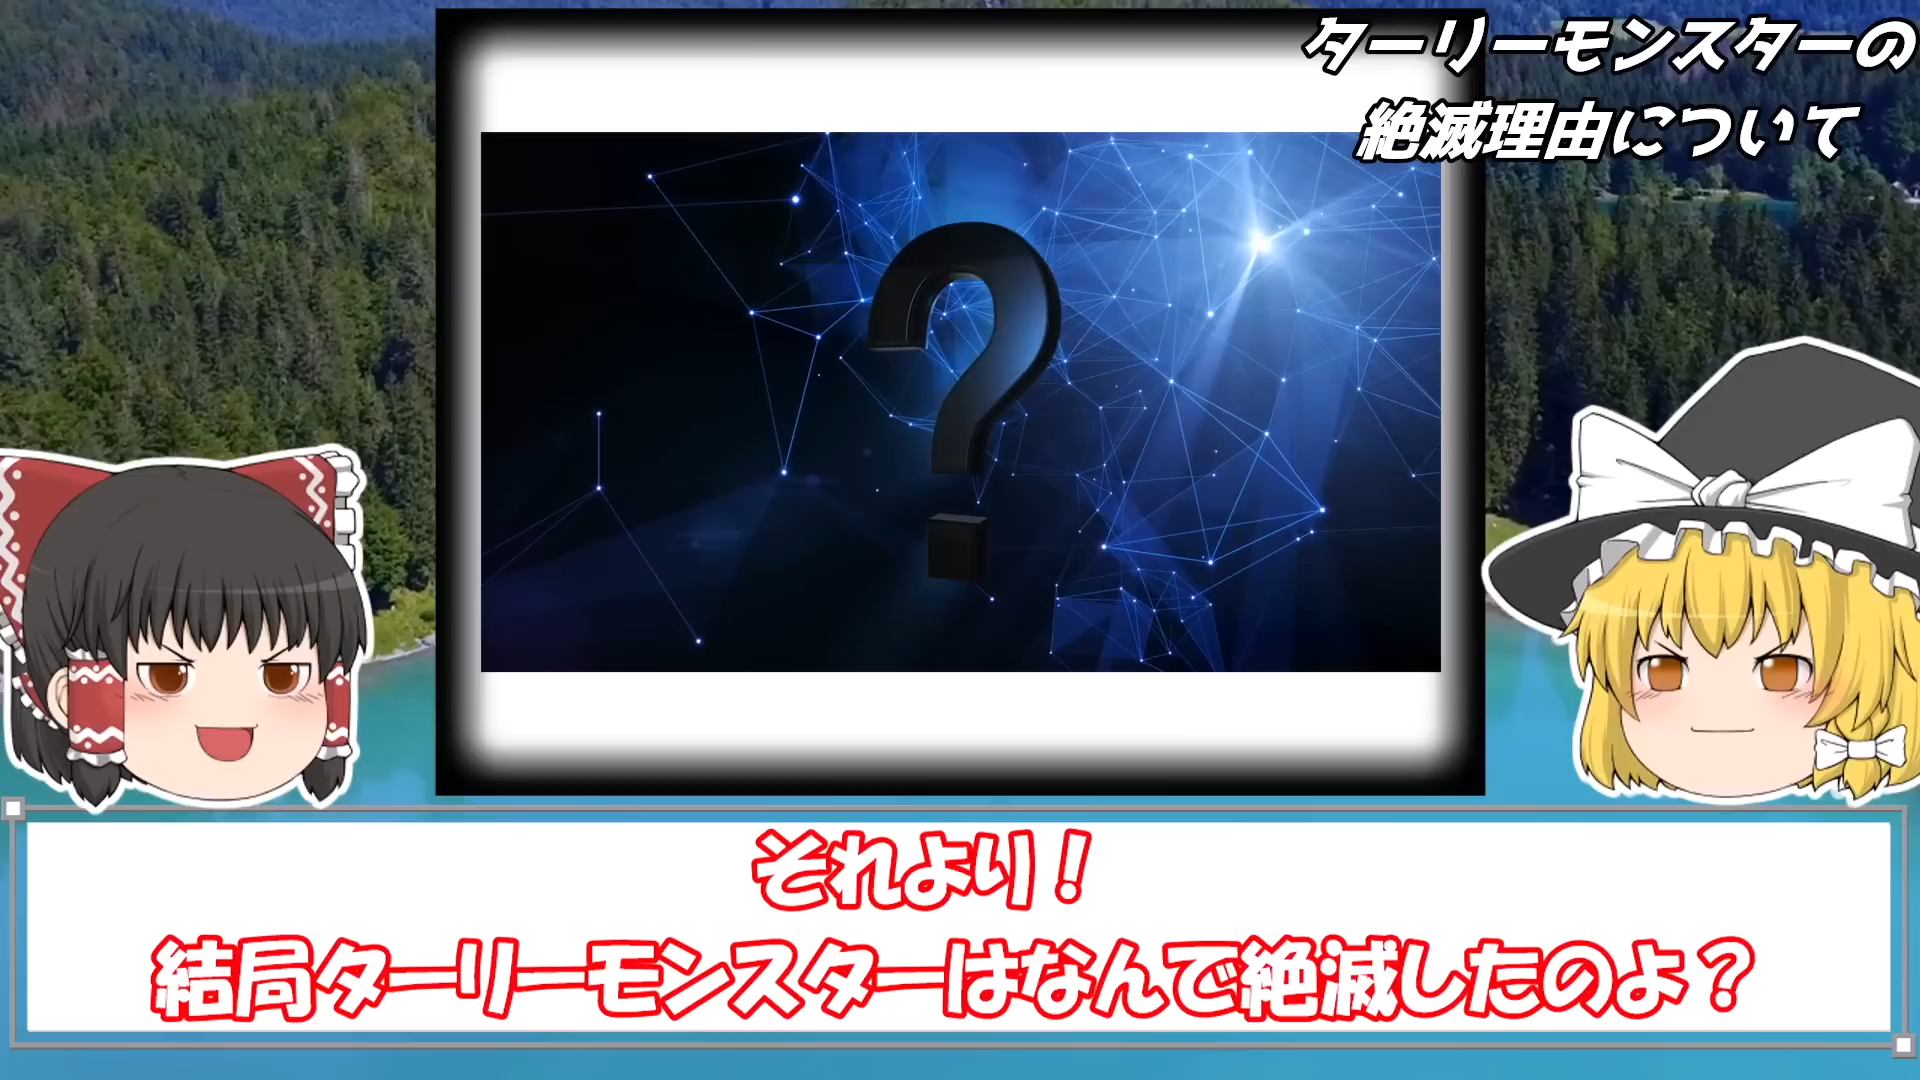 ターリーモンスターの
絶滅理由について
それより！
結局ターリーモンスターはなんで絶滅したのよ？